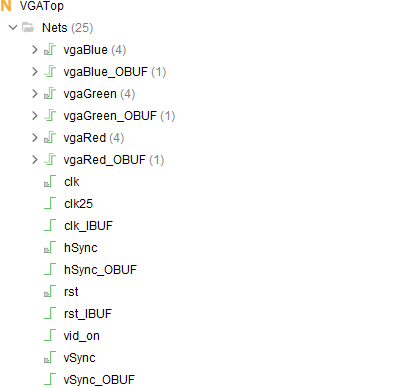 VGATop
Nets (25)
vgaBlue (4)
vgaBlue_OBUF (1)
vgaGreen (4)
vgaGreen_OBUF (1)
vgaRed (4)
vgaRed_OBUF (1)
clk
clk25
clk_IBUF
hSync
hSync_OBUF
rst
rst_IBUF
vid_on
vSync
vSync_OBUF